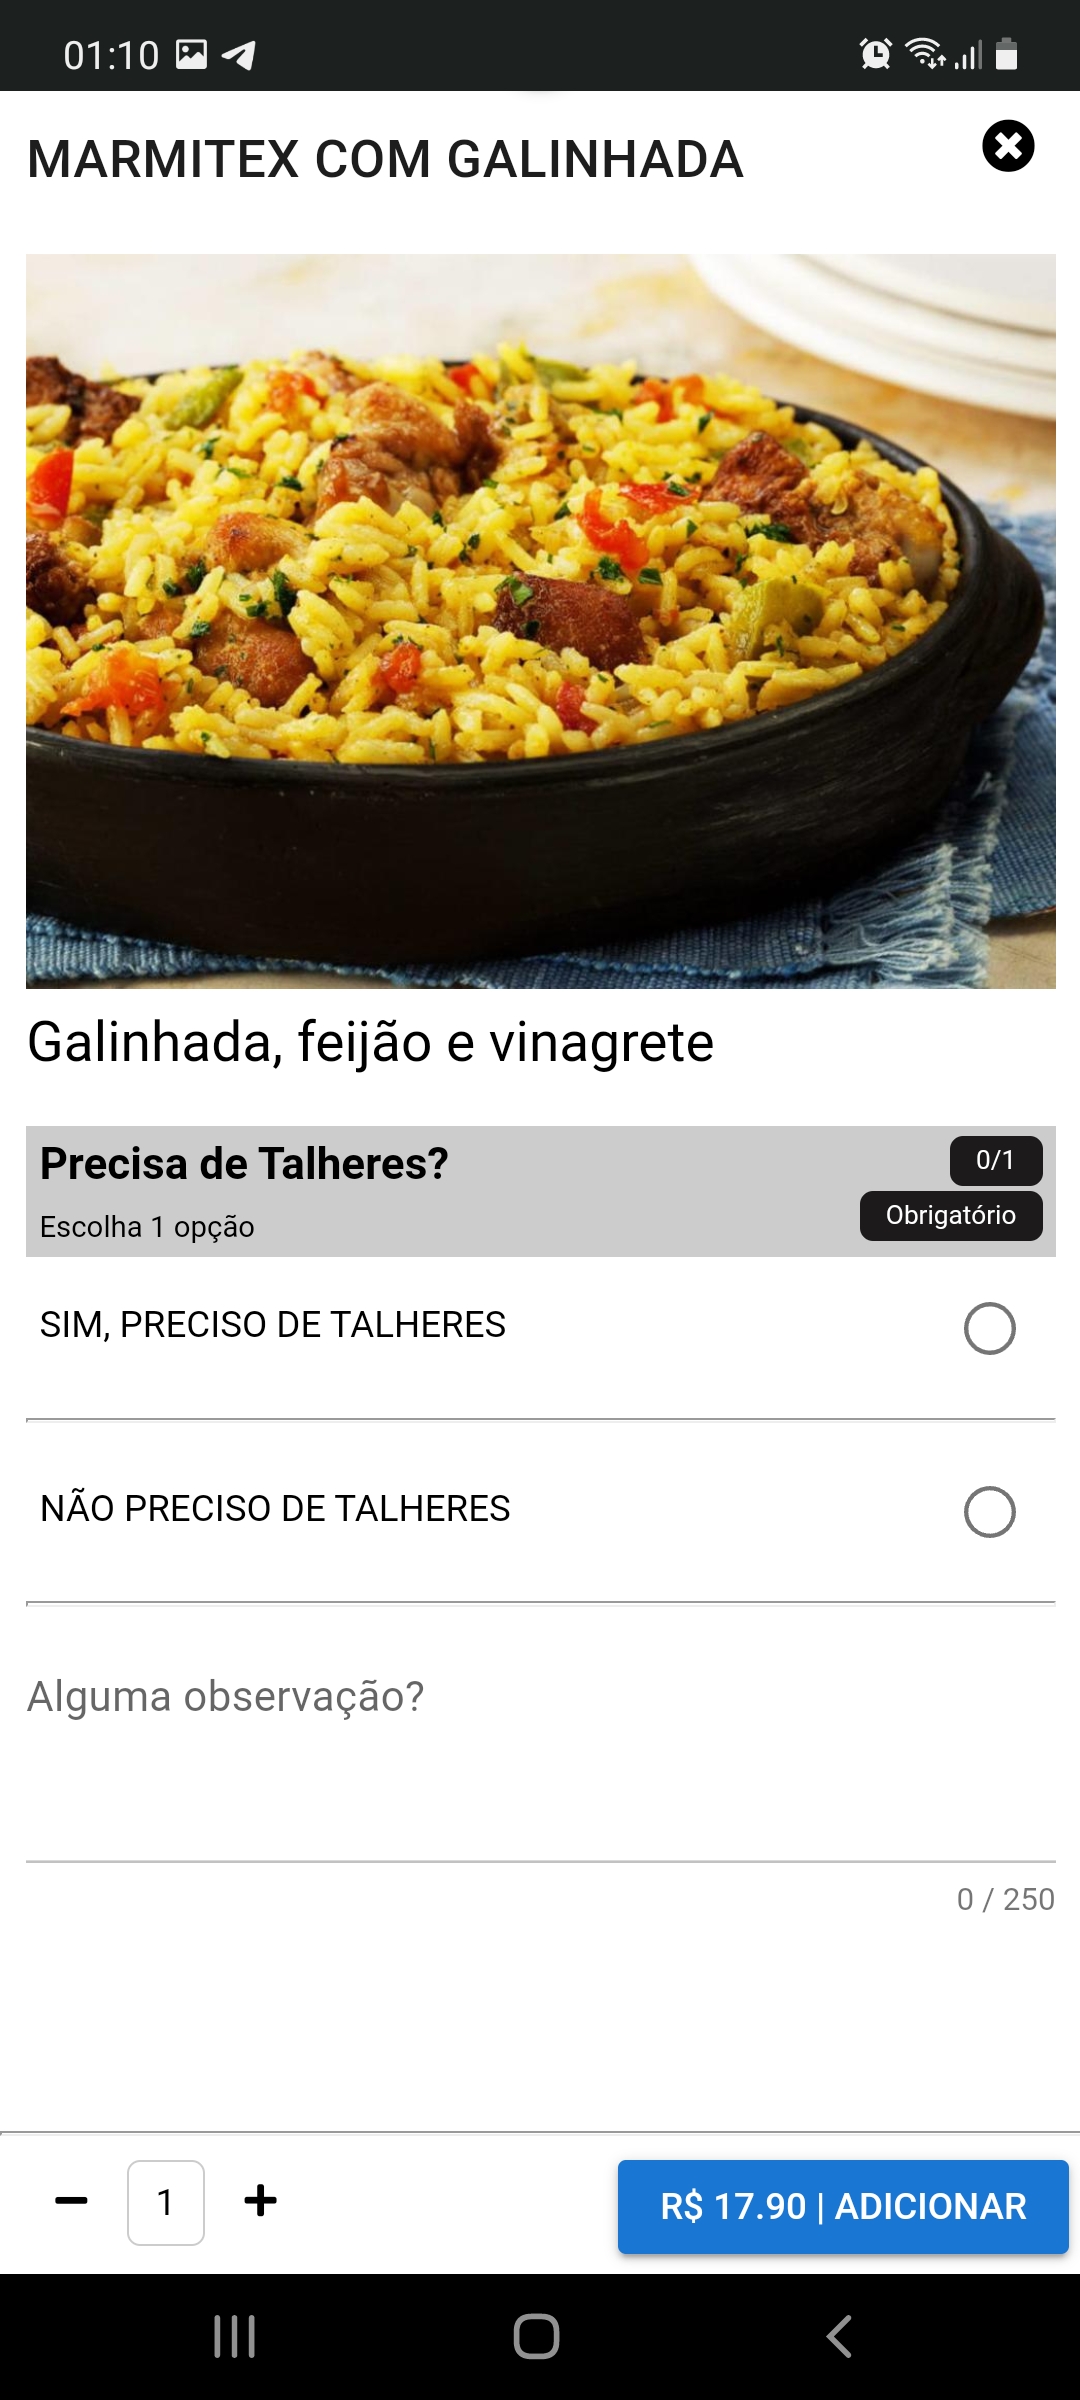 01:10
MARMITEX COM GALINHADA
Galinhada, feijão e vinagrete
Precisa de Talheres?
0/1
Escolha 1 opção
Obrigatório
SIM, PRECISO DE TALHERES
NÃO PRECISO DE TALHERES
Alguma observação?
0 / 250
1
R$ 17.90 | ADICIONAR